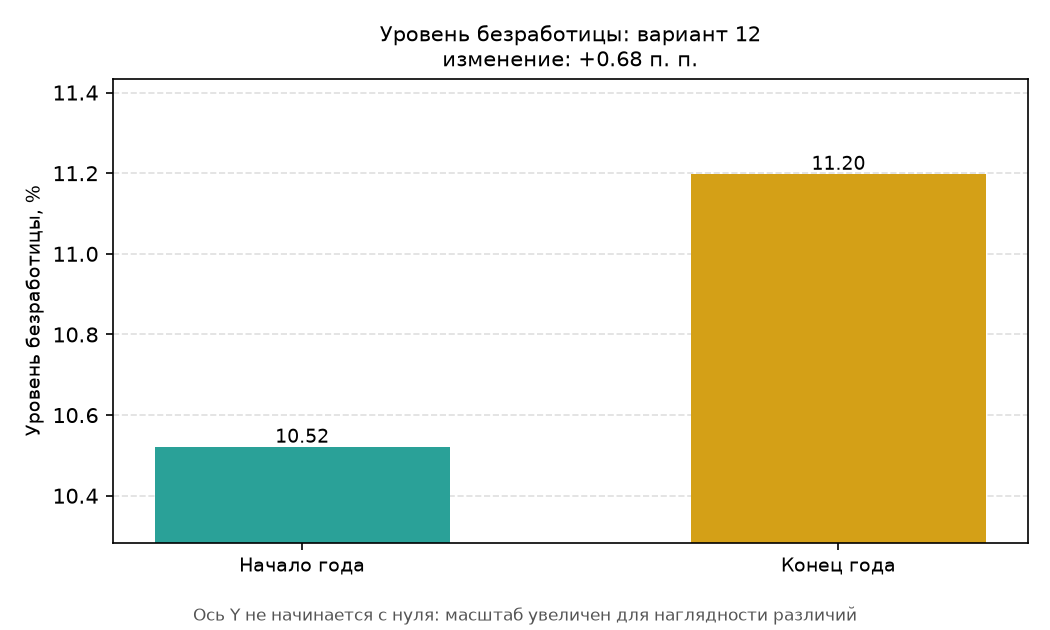 Уровень безработицы: вариант 12
изменение: +0.68 п. п.
Уровень безработицы, %
11.4
11.2
11.0
10.8
10.6
10.4
10.52
11.20
Начало года
Конец года
Ось Y не начинается с нуля: масштаб увеличен для наглядности различий